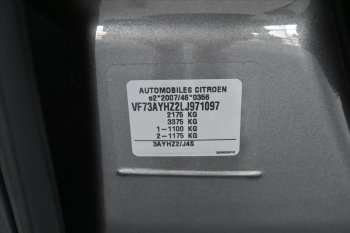 AUTOMOBILES CITROEN
e2*2007/46*0356
VF73AYHZ2LJ971097
2175 KG
3375 KG
1-1100 KG
2-1175 KG
3AYHZ2/J4S